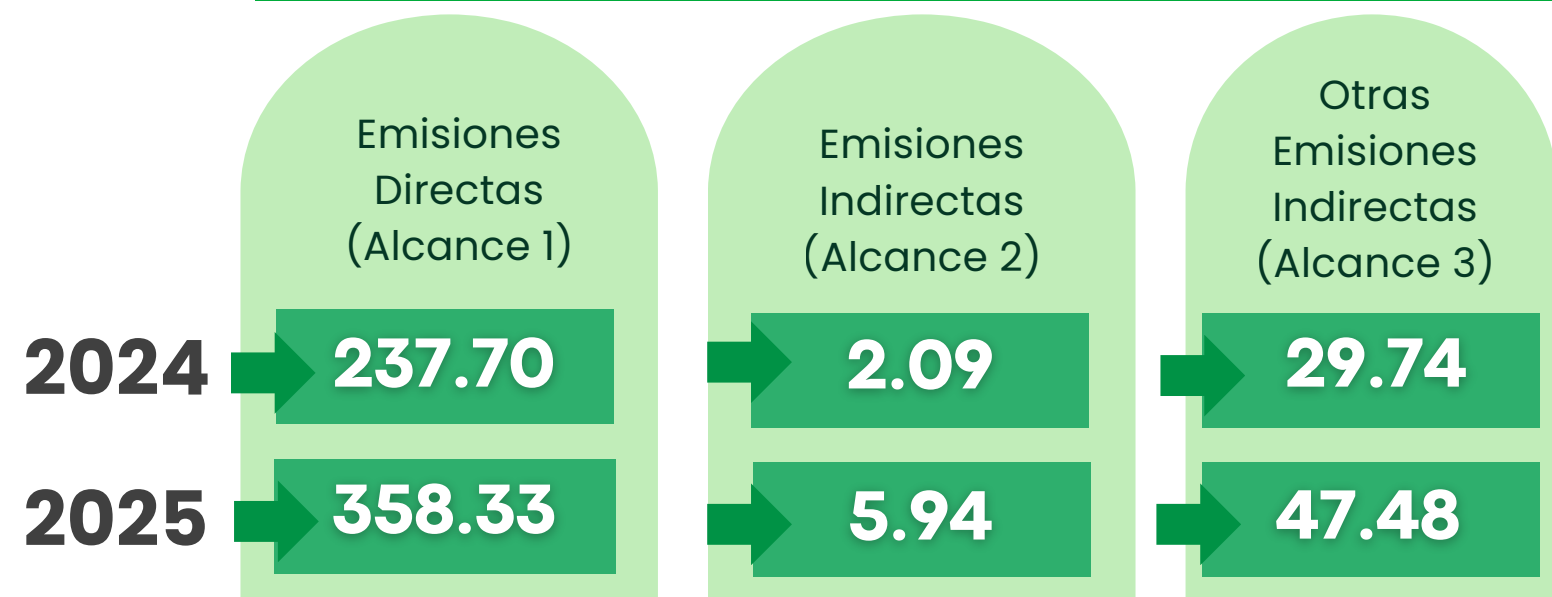 Emisiones
Directas
(Alcance 1)
Emisiones
Indirectas
(Alcance 2)
Otras
Emisiones
Indirectas
(Alcance 3)
2024 237.70 2.09 29.74
2025 358.33 5.94 47.48